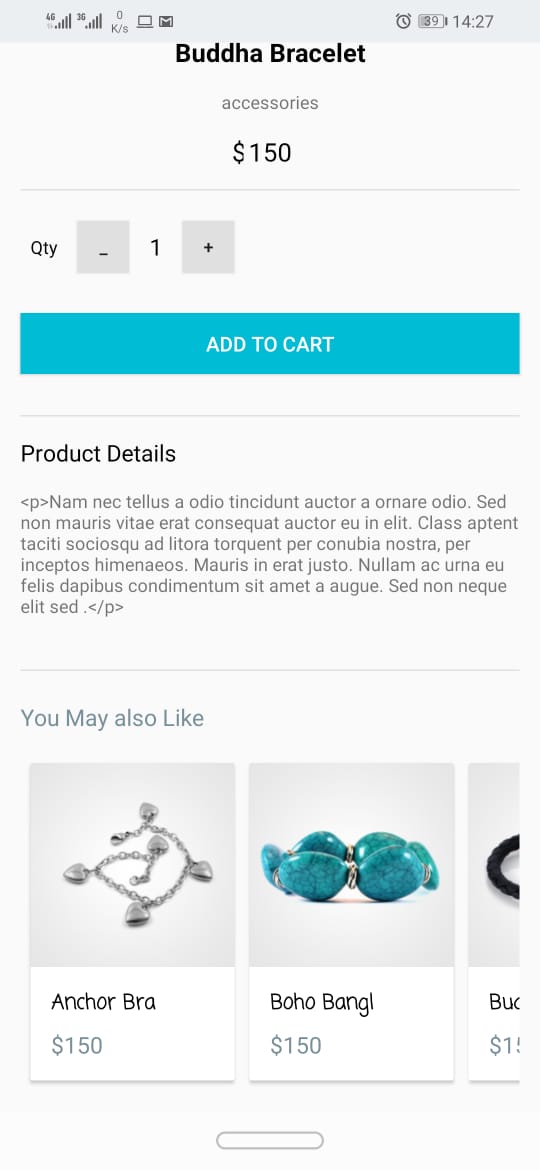 4G 3G 0 K/s 39 14:27
Buddha Bracelet
accessories
$150
Qty - 1 +
ADD TO CART
Product Details
<p>Nam nec tellus a odio tincidunt auctor a ornare odio. Sed
non mauris vitae erat consequat auctor eu in elit. Class aptent
taciti sociosqu ad litora torquent per conubia nostra, per
inceptos himenaeos. Mauris in erat justo. Nullam ac urna eu
felis dapibus condimentum sit amet a augue. Sed non neque
elit sed .</p>
You May also Like
Anchor Bra Boho Bangl
$150 $150